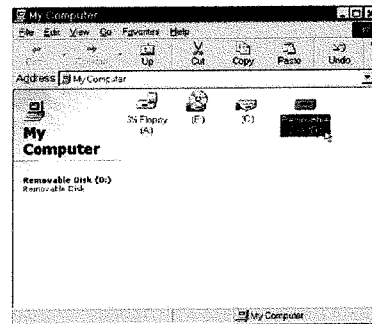 My Computer
File Edit View Go Favorites Help
Up Cut Copy Paste Undo
Address My Computer
3½ Floppy (A:) (E:) (C:)
My
Computer
Removable Disk (D:)
Removable Disk
My Computer